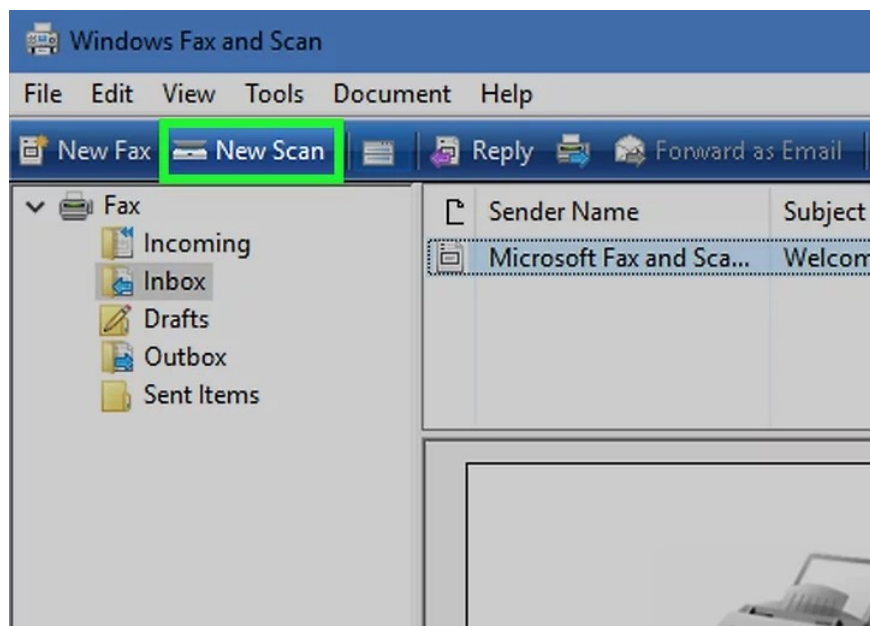 Windows Fax and Scan
File Edit View Tools Document Help
New Fax New Scan Reply Forward as Email
Fax
Incoming
Inbox
Drafts
Outbox
Sent Items
Sender Name Subject
Microsoft Fax and Sca... Welcom